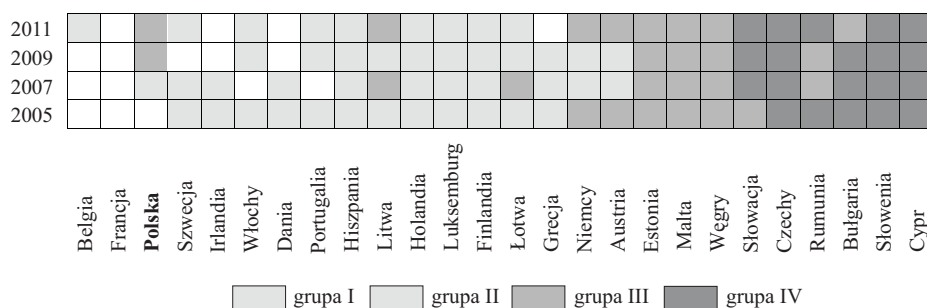 2011
2009
2007
2005
Belgia
Francja
Polska
Szwecja
Irlandia
Włochy
Dania
Portugalia
Hiszpania
Litwa
Holandia
Luksemburg
Finlandia
Łotwa
Grecja
Niemcy
Austria
Estonia
Malta
Węgry
Słowacja
Czechy
Rumunia
Bułgaria
Słowenia
Cypr
grupa I grupa II grupa III grupa IV